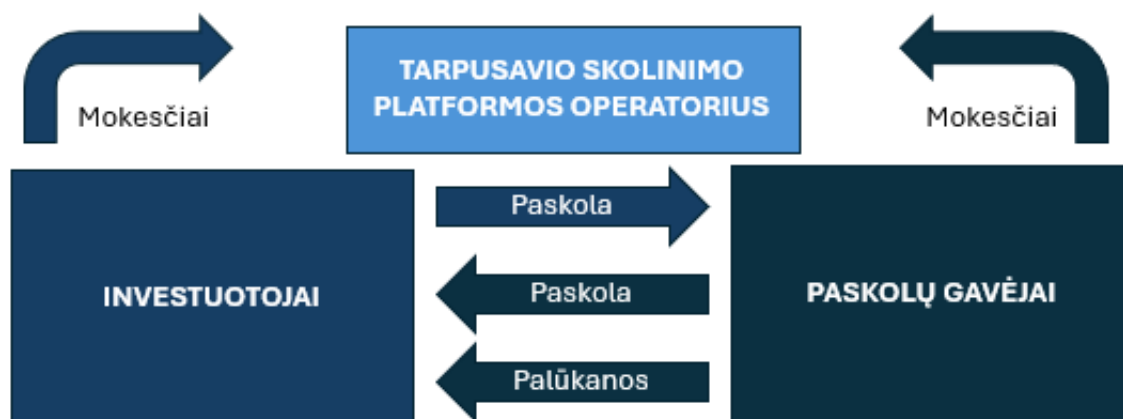 TARPUSAVIO SKOLINIMO
PLATFORMOS OPERATORIUS
Mokesčiai
Mokesčiai
Paskola
INVESTUOTOJAI
Paskola
PASKOLŲ GAVĖJAI
Palūkanos